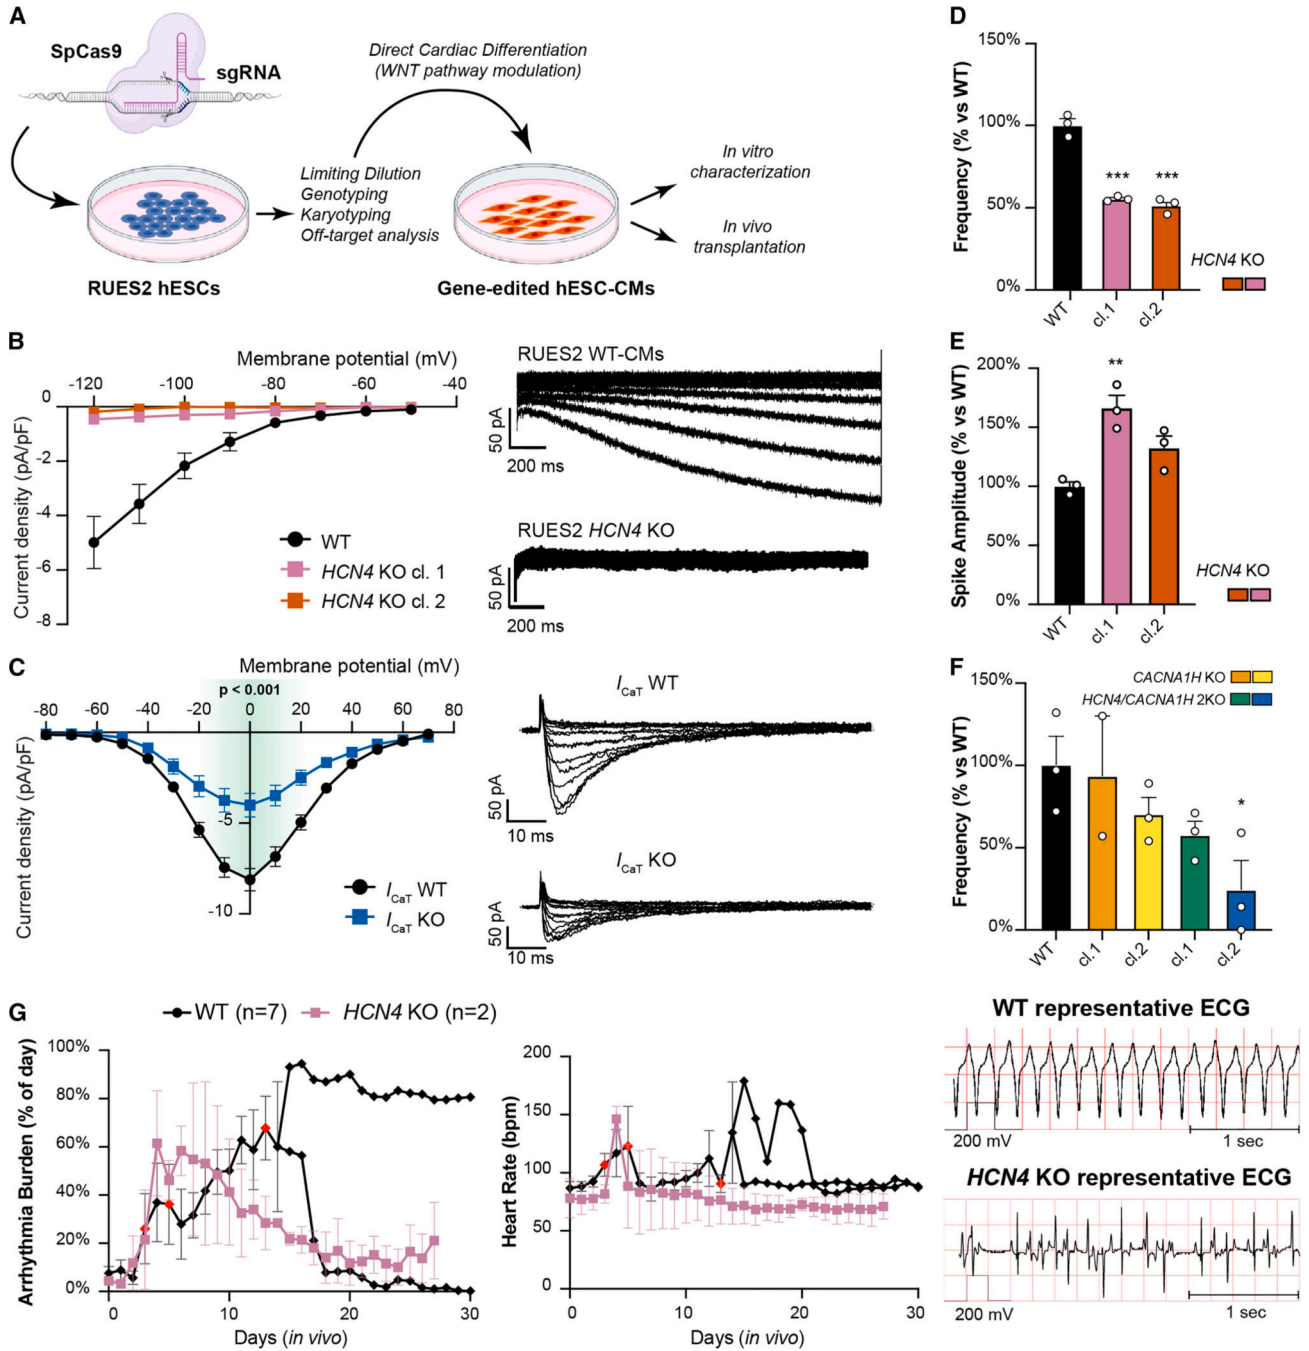 A
SpCas9
sgRNA
Direct Cardiac Differentiation
(WNT pathway modulation)
Limiting Dilution
Genotyping
Karyotyping
Off-target analysis
In vitro
characterization
In vivo
transplantation
RUES2 hESCs
Gene-edited hESC-CMs
B
Membrane potential (mV)
-120 -100 -80 -60 -40
0
-2
-4
-6
-8
Current density (pA/pF)
WT
HCN4 KO cl. 1
HCN4 KO cl. 2
RUES2 WT-CMs
50 pA
200 ms
RUES2 HCN4 KO
50 pA
200 ms
C
Membrane potential (mV)
p < 0.001
-80 -60 -40 -20 0 20 40 60 80
-5
-10
Current density (pA/pF)
ICaT WT
ICaT KO
ICaT WT
50 pA
10 ms
ICaT KO
50 pA
10 ms
D
150%
100%
50%
0%
Frequency (% vs WT)
*** ***
WT cl.1 cl.2
HCN4 KO
E
200%
150%
100%
50%
0%
Spike Amplitude (% vs WT)
**
WT cl.1 cl.2
HCN4 KO
F
150%
100%
50%
0%
Frequency (% vs WT)
CACNA1H KO
HCN4/CACNA1H 2KO
*
WT cl.1 cl.2 cl.1 cl.2
G
WT (n=7) HCN4 KO (n=2)
100%
80%
60%
40%
20%
0%
Arrhythmia Burden (% of day)
0 10 20 30
Days (in vivo)
200
150
100
50
0
Heart Rate (bpm)
0 10 20 30
Days (in vivo)
WT representative ECG
200 mV 1 sec
HCN4 KO representative ECG
200 mV 1 sec